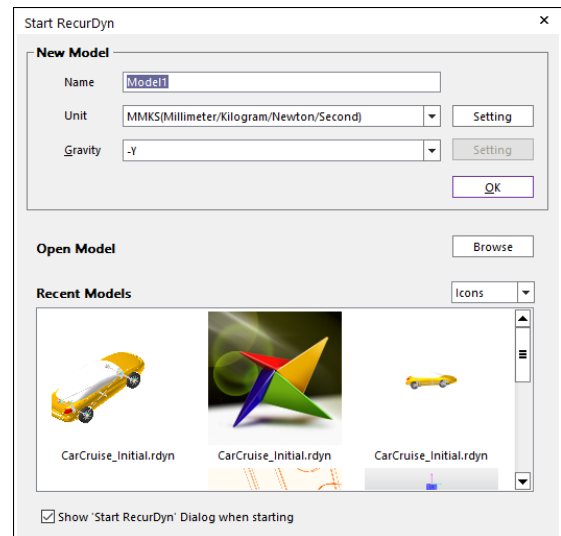 Start RecurDyn
New Model
Name Model1
Unit MMKS(Millimeter/Kilogram/Newton/Second) Setting
Gravity -Y Setting
OK
Open Model Browse
Recent Models Icons
CarCruise_Initial.rdyn CarCruise_Initial.rdyn CarCruise_Initial.rdyn
Show 'Start RecurDyn' Dialog when starting